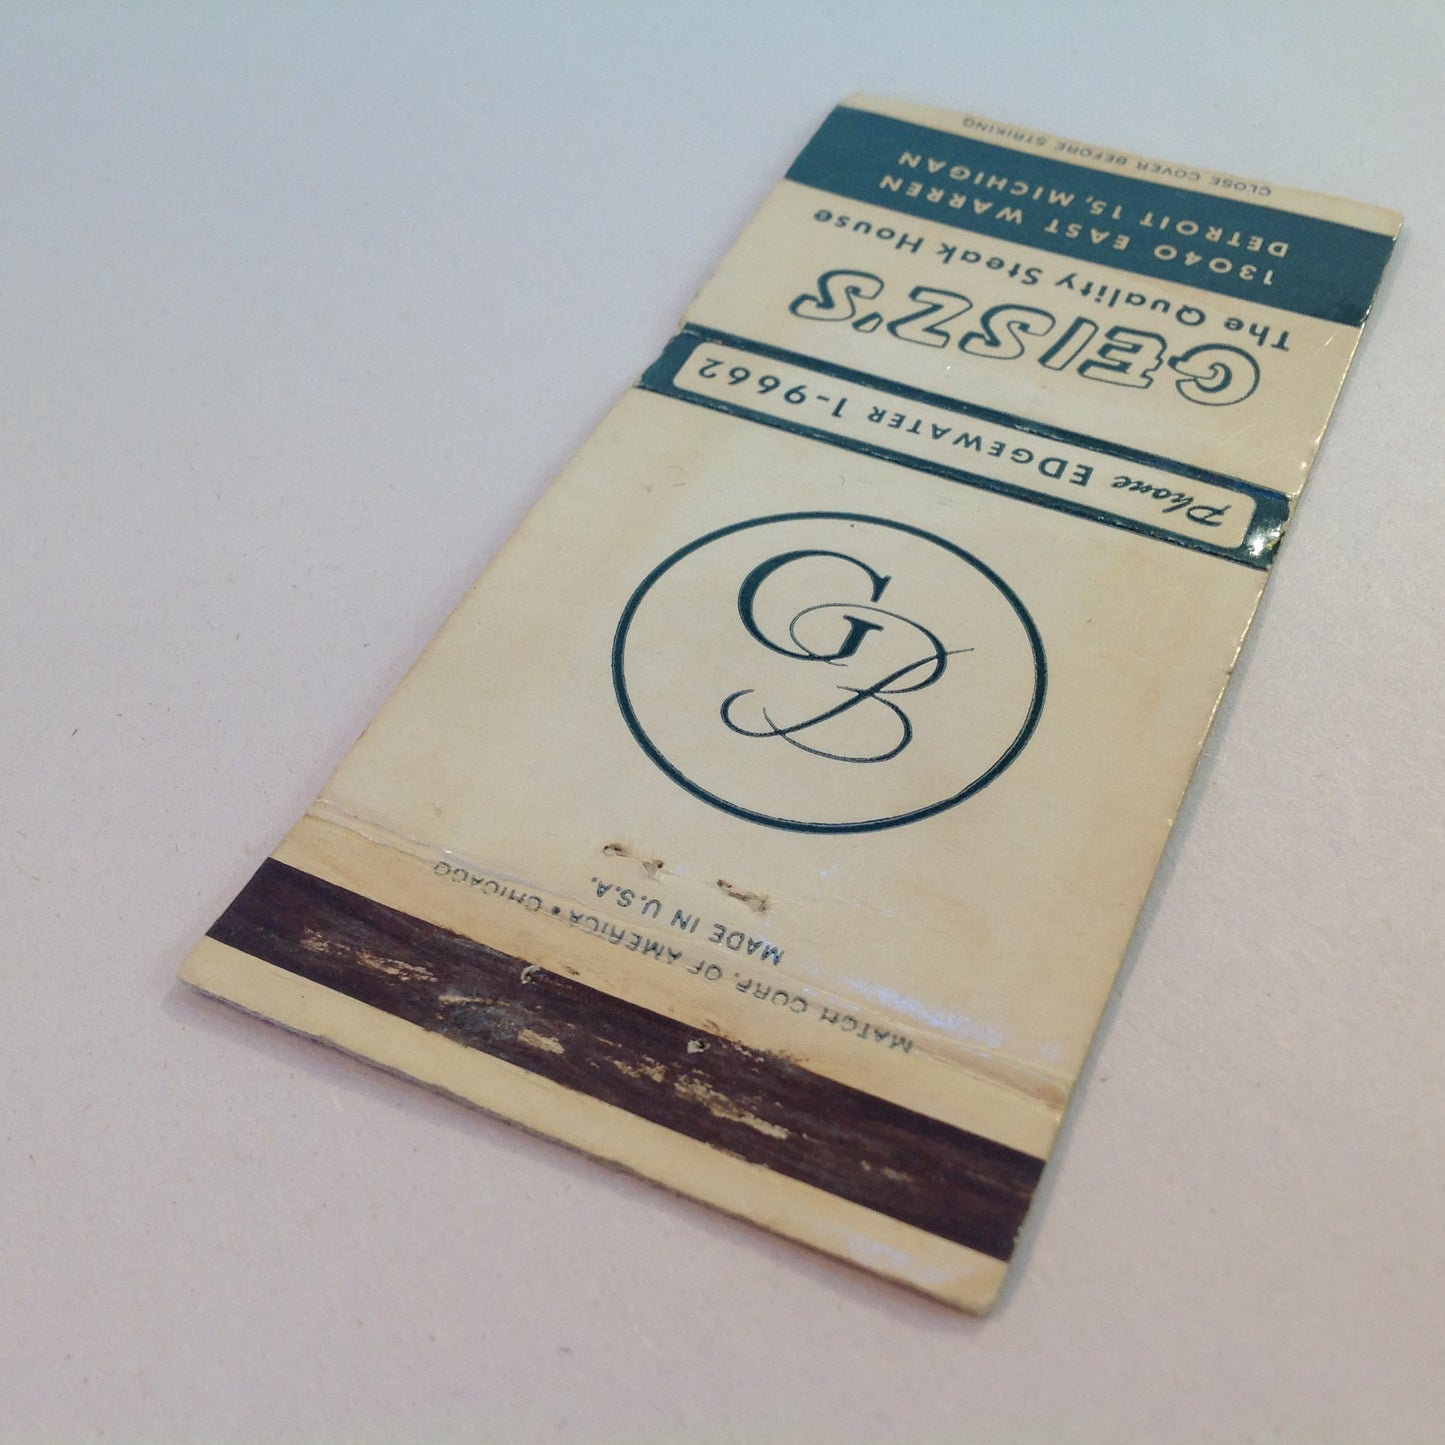 GEISZ'S
The Quality Steak House
13040 EAST WARREN
DETROIT 15, MICHIGAN
CLOSE COVER BEFORE STRIKING
Phone EDGEWATER 1-9662
GB
MADE IN U.S.A.
MATCH CORP. OF AMERICA • CHICAGO